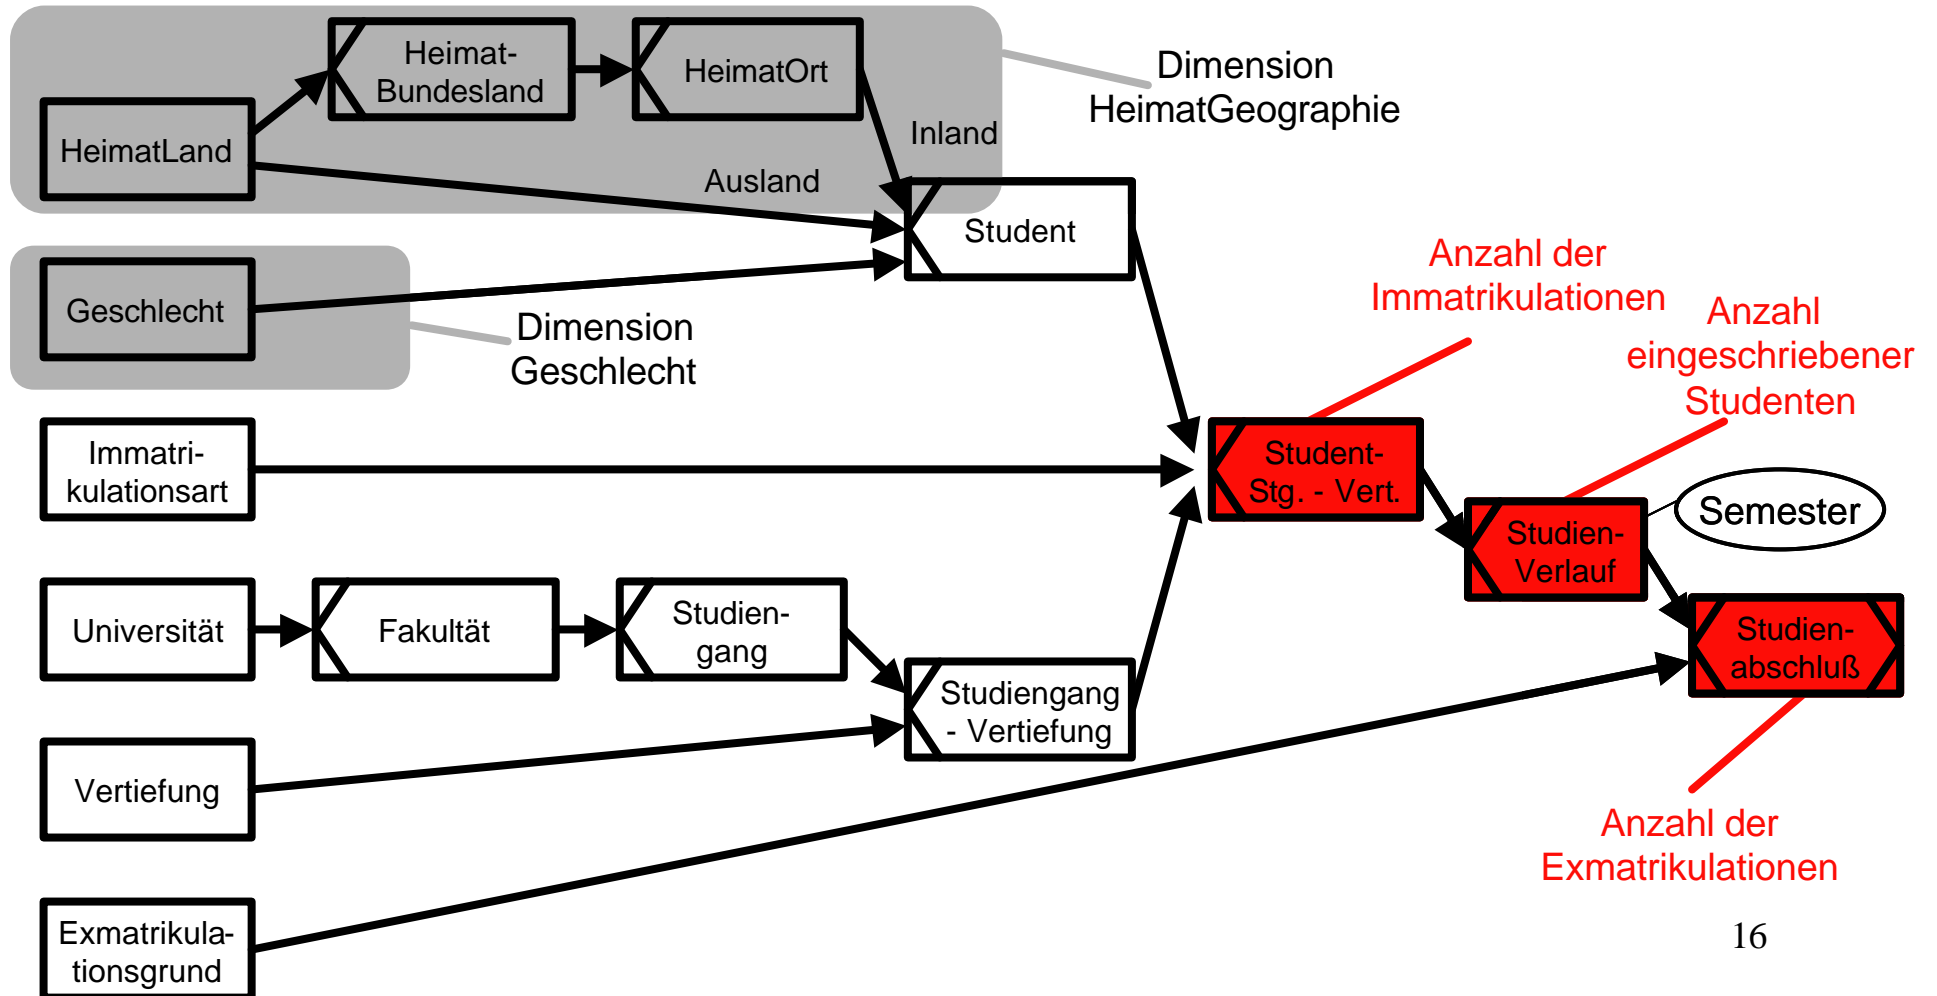 Heimat-
Bundesland
HeimatOrt
Dimension
HeimatGeographie
HeimatLand
Inland
Ausland
Student
Geschlecht
Dimension
Geschlecht
Anzahl der
Immatrikulationen
Anzahl
eingeschriebener
Studenten
Immatri-
kulationsart
Student-
Stg. - Vert.
Semester
Studien-
Verlauf
Universität
Fakultät
Studien-
gang
Studiengang
- Vertiefung
Studien-
abschluß
Vertiefung
Anzahl der
Exmatrikulationen
Exmatrikula-
tionsgrund
16